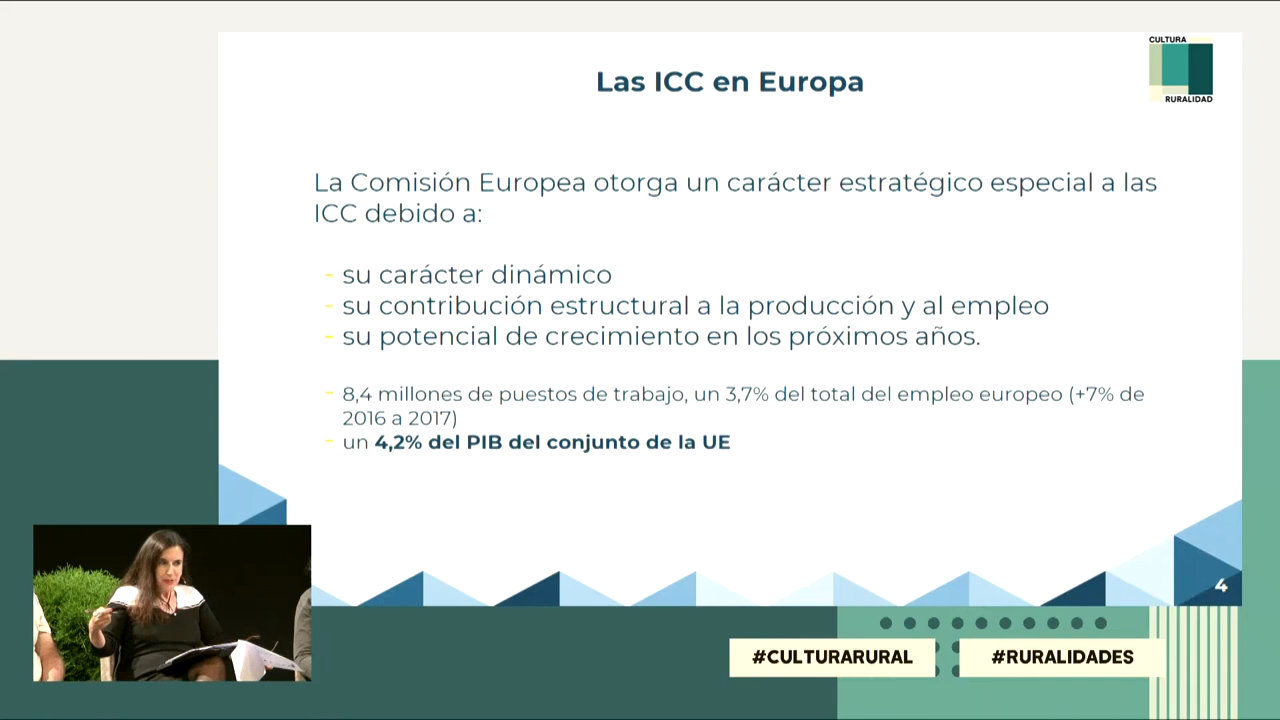 CULTURA
RURALIDAD
Las ICC en Europa
La Comisión Europea otorga un carácter estratégico especial a las
ICC debido a:
- su carácter dinámico
- su contribución estructural a la producción y al empleo
- su potencial de crecimiento en los próximos años.
- 8,4 millones de puestos de trabajo, un 3,7% del total del empleo europeo (+7% de
2016 a 2017)
- un 4,2% del PIB del conjunto de la UE
4
#CULTURARURAL
#RURALIDADES